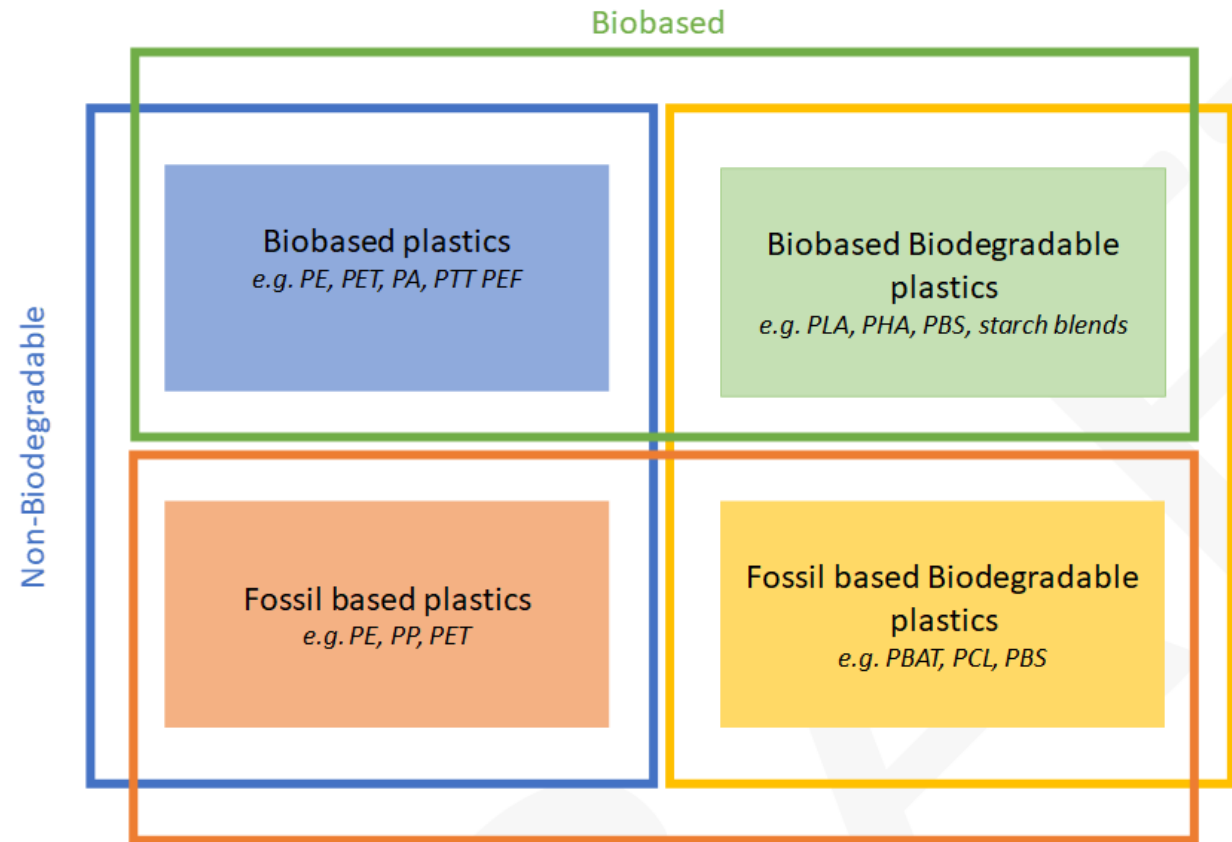 Biobased
Non-Biodegradable
Biobased plastics
e.g. PE, PET, PA, PTT PEF
Biobased Biodegradable
plastics
e.g. PLA, PHA, PBS, starch blends
Fossil based plastics
e.g. PE, PP, PET
Fossil based Biodegradable
plastics
e.g. PBAT, PCL, PBS